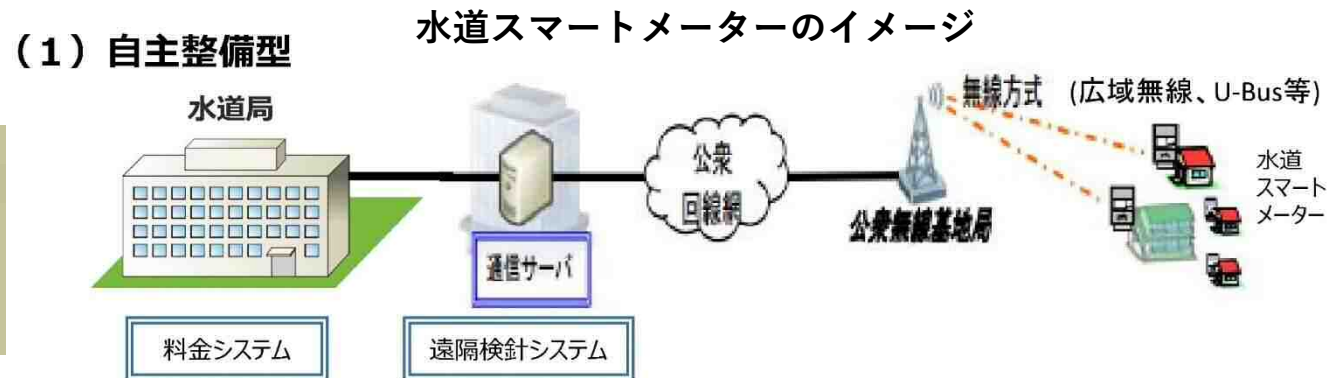 水道スマートメーターのイメージ
(1)自主整備型
水道局
無線方式 (広域無線、U-Bus等)
公衆
回線網
水道
スマート
メーター
公衆無線基地局
通信サーバ
料金システム
遠隔検針システム